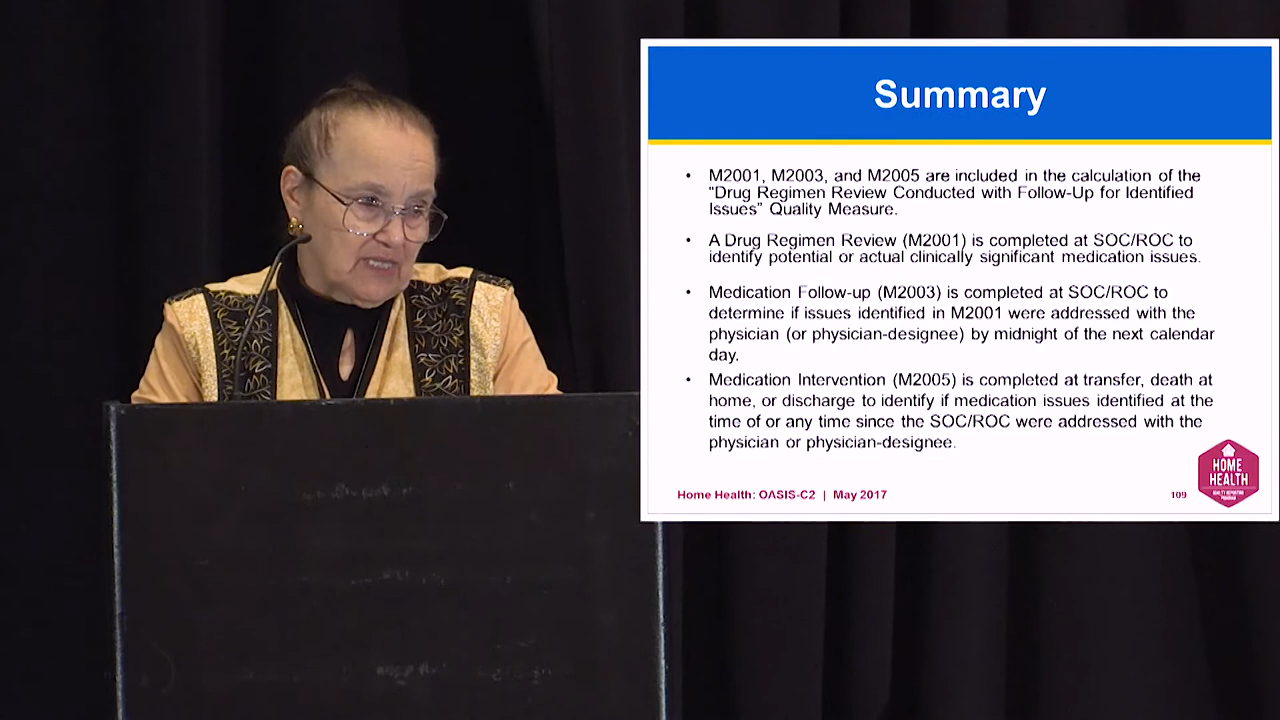 Summary
• M2001, M2003, and M2005 are included in the calculation of the
“Drug Regimen Review Conducted with Follow-Up for Identified
Issues” Quality Measure.
• A Drug Regimen Review (M2001) is completed at SOC/ROC to
identify potential or actual clinically significant medication issues.
• Medication Follow-up (M2003) is completed at SOC/ROC to
determine if issues identified in M2001 were addressed with the
physician (or physician-designee) by midnight of the next calendar
day.
• Medication Intervention (M2005) is completed at transfer, death at
home, or discharge to identify if medication issues identified at the
time of or any time since the SOC/ROC were addressed with the
physician or physician-designee.
HOME
HEALTH
QUALITY REPORTING
PROGRAM
Home Health: OASIS-C2 | May 2017
109